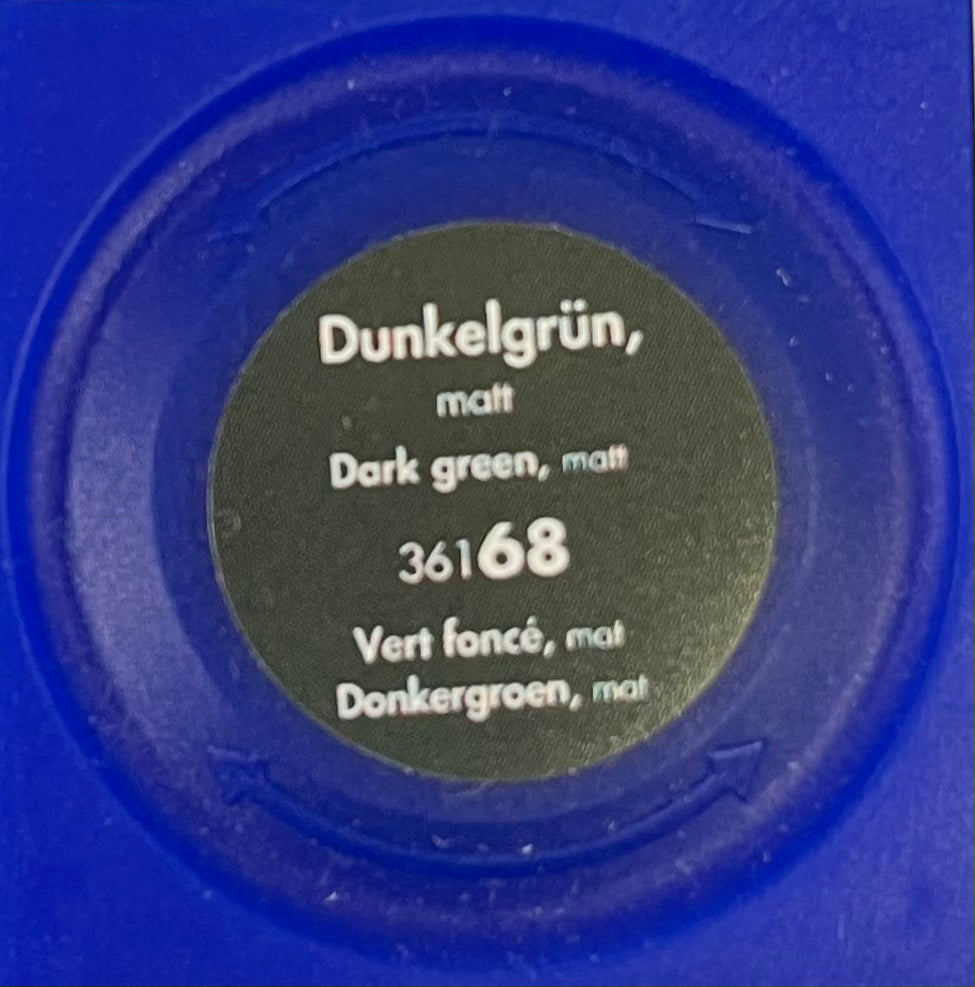 Dunkelgrün,
matt
Dark green, matt
36168
Vert foncé, mat
Donkergroen, mat